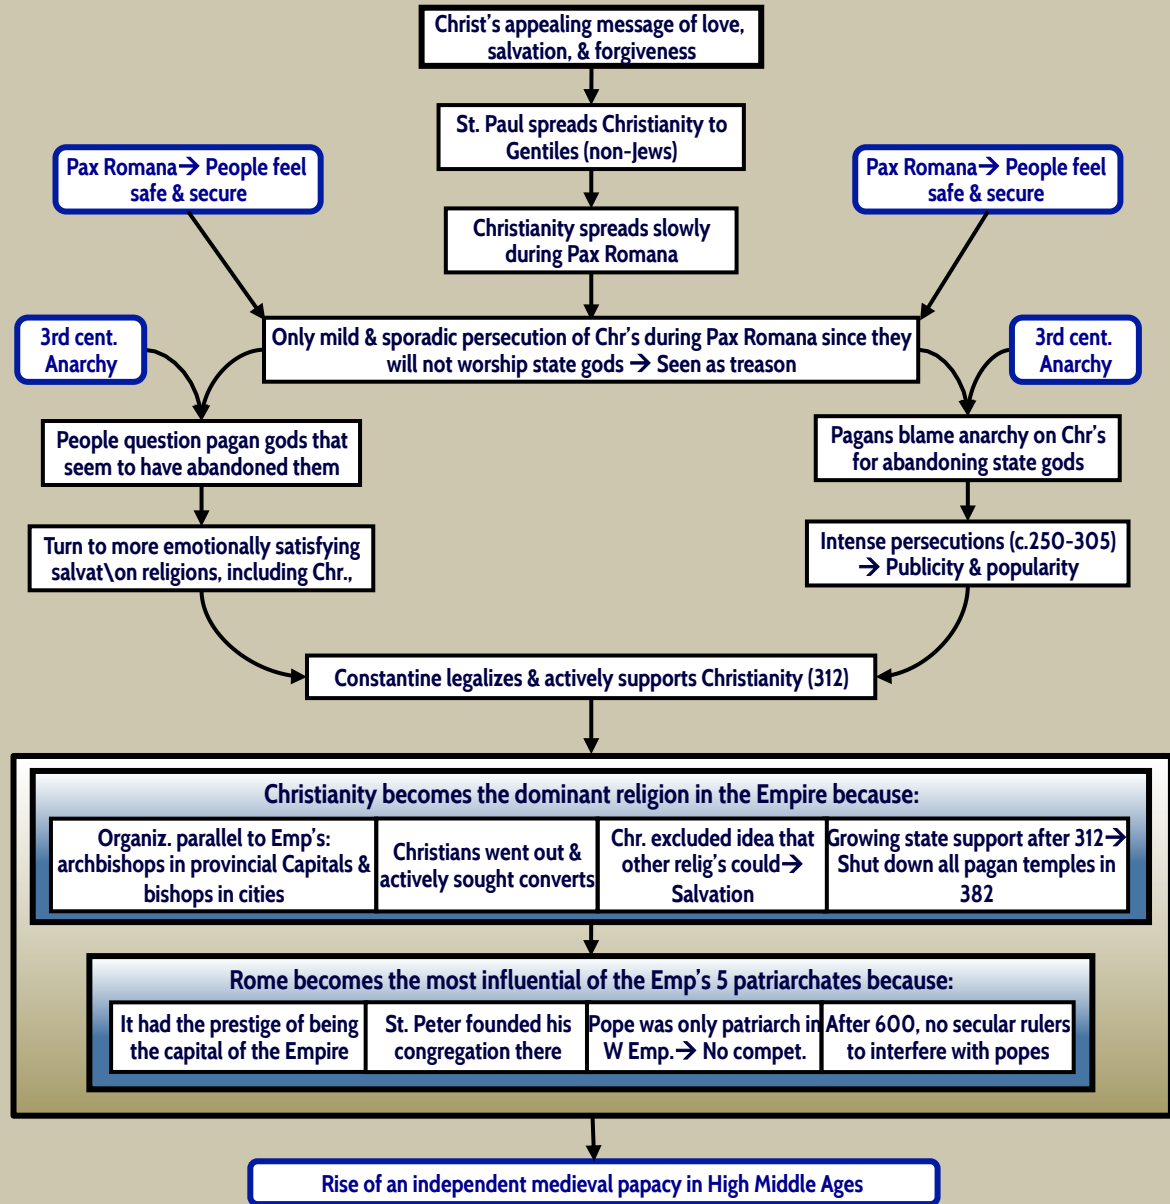 Christ's appealing message of love,
salvation, & forgiveness
St. Paul spreads Christianity to
Gentiles (non-Jews)
Pax Romana→ People feel
safe & secure
Pax Romana→ People feel
safe & secure
Christianity spreads slowly
during Pax Romana
3rd cent.
Anarchy
Only mild & sporadic persecution of Chr's during Pax Romana since they
will not worship state gods → Seen as treason
3rd cent.
Anarchy
People question pagan gods that
seem to have abandoned them
Pagans blame anarchy on Chr's
for abandoning state gods
Turn to more emotionally satisfying
salvat\on religions, including Chr.,
Intense persecutions (c.250-305)
→ Publicity & popularity
Constantine legalizes & actively supports Christianity (312)
Christianity becomes the dominant religion in the Empire because:
Organiz. parallel to Emp's:
archbishops in provincial Capitals &
bishops in cities
Christians went out &
actively sought converts
Chr. excluded idea that
other relig's could→
Salvation
Growing state support after 312→
Shut down all pagan temples in
382
Rome becomes the most influential of the Emp's 5 patriarchates because:
It had the prestige of being
the capital of the Empire
St. Peter founded his
congregation there
Pope was only patriarch in
W Emp.→ No compet.
After 600, no secular rulers
to interfere with popes
Rise of an independent medieval papacy in High Middle Ages